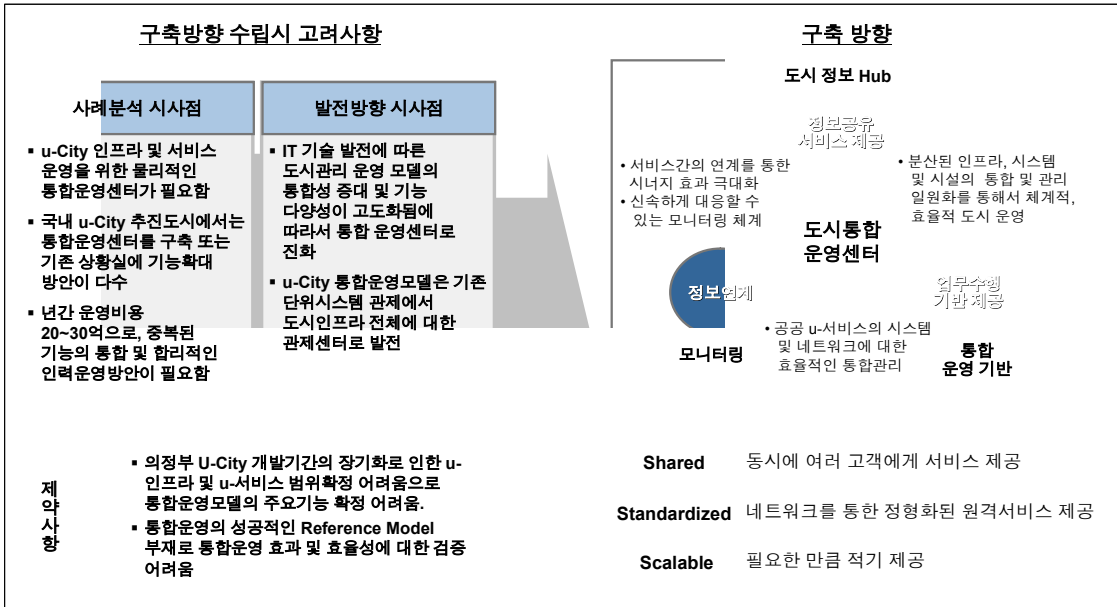 구축방향 수립시 고려사항
사례분석 시사점
▪ u-City 인프라 및 서비스
운영을 위한 물리적인
통합운영센터가 필요함
▪ 국내 u-City 추진도시에서는
통합운영센터를 구축 또는
기존 상황실에 기능확대
방안이 다수
▪ 년간 운영비용
20~30억으로, 중복된
기능의 통합 및 합리적인
인력운영방안이 필요함
발전방향 시사점
▪ IT 기술 발전에 따른
도시관리 운영 모델의
통합성 증대 및 기능
다양성이 고도화됨에
따라서 통합 운영센터로
진화
▪ u-City 통합운영모델은 기존
단위시스템 관제에서
도시인프라 전체에 대한
관제센터로 발전
제약사항
▪ 의정부 U-City 개발기간의 장기화로 인한 u-
인프라 및 u-서비스 범위확정 어려움으로
통합운영모델의 주요기능 확정 어려움.
▪ 통합운영의 성공적인 Reference Model
부재로 통합운영 효과 및 효율성에 대한 검증
어려움
구축 방향
도시 정보 Hub
정보공유
서비스 제공
• 서비스간의 연계를 통한
시너지 효과 극대화
• 신속하게 대응할 수
있는 모니터링 체계
• 분산된 인프라, 시스템
및 시설의 통합 및 관리
일원화를 통해서 체계적,
효율적 도시 운영
도시통합
운영센터
정보연계
업무수행
기반 제공
모니터링
• 공공 u-서비스의 시스템
및 네트워크에 대한
효율적인 통합관리
통합
운영 기반
Shared 동시에 여러 고객에게 서비스 제공
Standardized 네트워크를 통한 정형화된 원격서비스 제공
Scalable 필요한 만큼 적기 제공